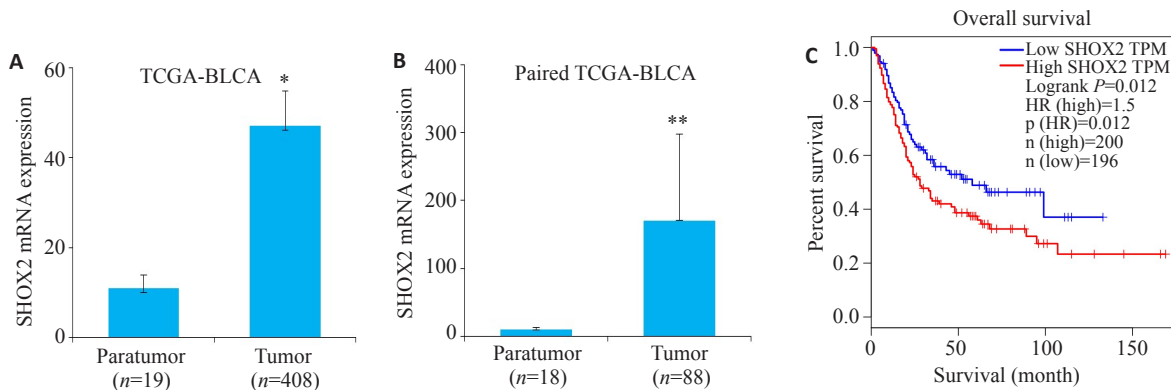 A
TCGA-BLCA
SHOX2 mRNA expression
60
40
20
0
*
Paratumor
(n=19)
Tumor
(n=408)
B
Paired TCGA-BLCA
SHOX2 mRNA expression
400
300
200
100
0
**
Paratumor
(n=18)
Tumor
(n=88)
C
Overall survival
Low SHOX2 TPM
High SHOX2 TPM
Logrank P=0.012
HR (high)=1.5
p (HR)=0.012
n (high)=200
n (low)=196
Percent survival
1.0
0.8
0.6
0.4
0.2
0.0
0
50
100
150
Survival (month)